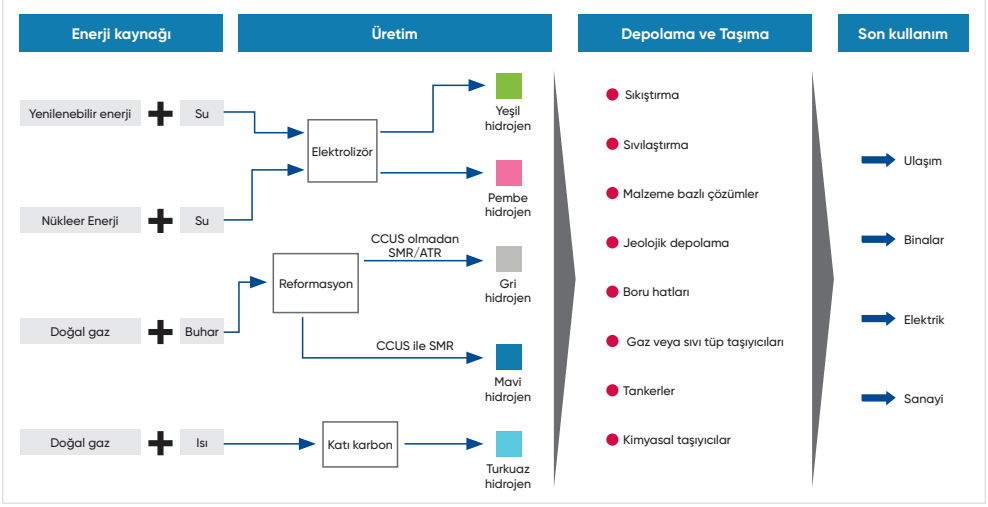 Enerji kaynağı
Üretim
Depolama ve Taşıma
Son kullanım
Yenilenebilir enerji
Su
Elektrolizör
Yeşil
hidrojen
Nükleer Enerji
Su
Pembe
hidrojen
Doğal gaz
Buhar
Reformasyon
CCUS olmadan
SMR/ATR
Gri
hidrojen
CCUS ile SMR
Mavi
hidrojen
Doğal gaz
Isı
Katı karbon
Turkuaz
hidrojen
Sıkıştırma
Sıvılaştırma
Malzeme bazlı çözümler
Jeolojik depolama
Boru hatları
Gaz veya sıvı tüp taşıyıcıları
Tankerler
Kimyasal taşıyıcılar
Ulaşım
Binalar
Elektrik
Sanayi